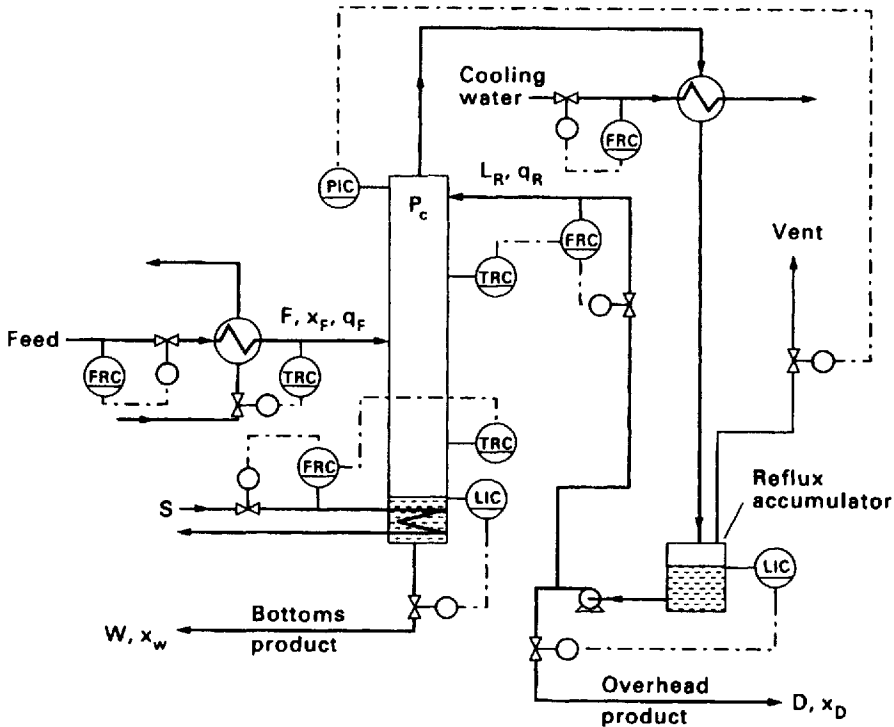 Cooling
water
FRC
PIC
P_c
L_R, q_R
FRC
TRC
Vent
Feed
F, x_F, q_F
FRC
TRC
TRC
FRC
LIC
S
Reflux
accumulator
LIC
Bottoms
product
W, x_w
Overhead
product
D, x_D